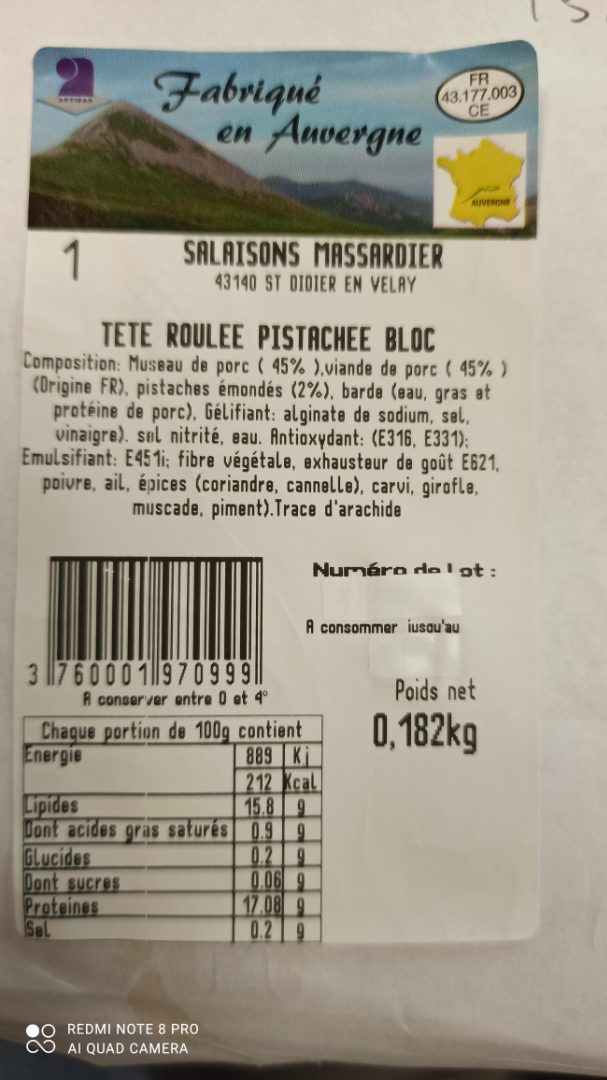 Fabriqué
en Auvergne
ARTISAN
FR
43.177.003
CE
AUVERGNE
1
SALAISONS MASSARDIER
43140 ST DIDIER EN VELAY
TETE ROULEE PISTACHEE BLOC
Composition: Museau de porc ( 45% ),viande de porc ( 45% )
(Origine FR), pistaches émondés (2%), barde (eau, gras et
protéine de porc), Gélifiant: alginate de sodium, sel,
vinaigre). sel nitrité, eau. Antioxydant: (E316, E331);
Emulsifiant: E451i; fibre végétale, exhausteur de goût E621,
poivre, ail, épices (coriandre, cannelle), carvi, girofle,
muscade, piment).Trace d'arachide
3 760001 970999
A conserver entre 0 et 4°
Numéro de Lot :
A consommer jusqu'au
Poids net
0,182kg
Chaque portion de 100g contient
Energie 889 Kj
212 Kcal
Lipides 15.8 g
Dont acides gras saturés 0.9 g
Glucides 0.2 g
Dont sucres 0.06 g
Proteines 17.08 g
Sel 0.2 g
REDMI NOTE 8 PRO
AI QUAD CAMERA